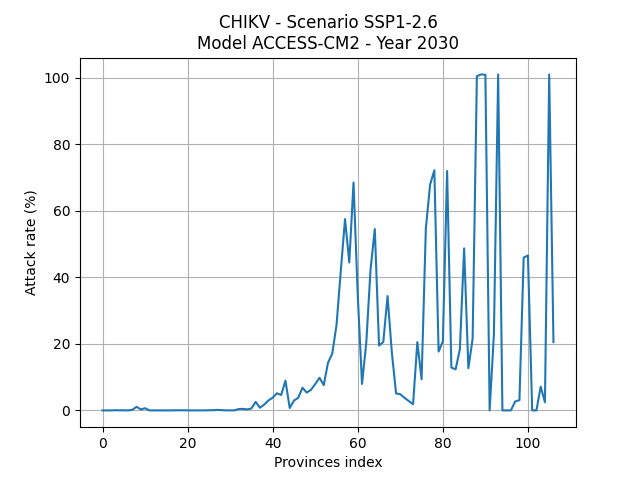 CHIKV - Scenario SSP1-2.6
Model ACCESS-CM2 - Year 2030
100
80
60
40
20
0
Attack rate (%)
0 20 40 60 80 100
Provinces index